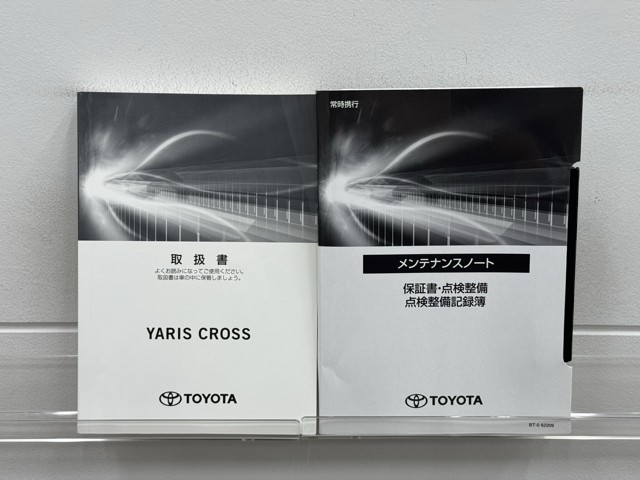 取扱書
よくお読みになってご使用ください。
取扱書は車の中に保管しましょう。
YARIS CROSS
TOYOTA
常時携行
メンテナンスノート
保証書・点検整備
点検整備記録簿
TOYOTA